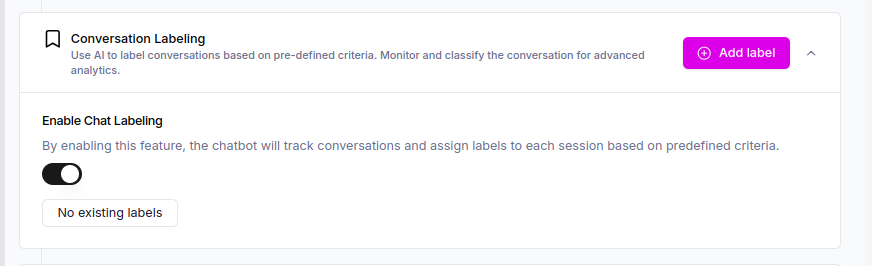 Conversation Labeling
Use AI to label conversations based on pre-defined criteria. Monitor and classify the conversation for advanced
analytics.
Add label
Enable Chat Labeling
By enabling this feature, the chatbot will track conversations and assign labels to each session based on predefined criteria.
No existing labels